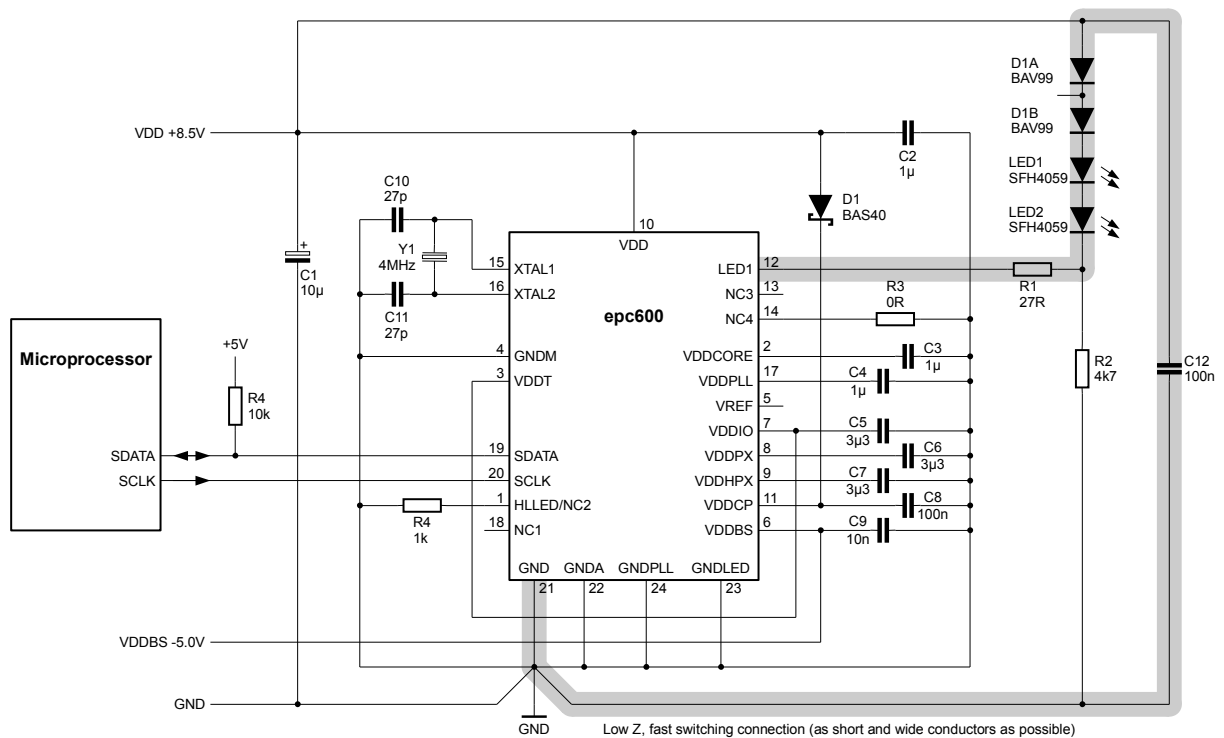 D1A
BAV99
D1B
BAV99
VDD +8.5V
C2
1µ
LED1
SFH4059
C10
27p
D1
BAS40
LED2
SFH4059
10
VDD
+
C1
10µ
Y1
4MHz
15
XTAL1
LED1
12
R1
27R
16
XTAL2
NC3
13
R3
0R
C11
27p
epc600
NC4
14
Microprocessor
4
GNDM
VDDCORE
2
C3
1µ
+5V
3
VDDT
VDDPLL
17
C4
1µ
R2
4k7
C12
100n
R4
10k
VREF
5
VDDIO
7
C5
3µ3
SDATA
19
SDATA
VDDPX
8
C6
3µ3
SCLK
20
SCLK
VDDHPX
9
C7
3µ3
1
HLLED/NC2
VDDCP
11
C8
100n
R4
1k
18
NC1
VDDBS
6
C9
10n
GND
GNDA
GNDPLL
GNDLED
21
22
24
23
VDDBS -5.0V
GND
GND
Low Z, fast switching connection (as short and wide conductors as possible)